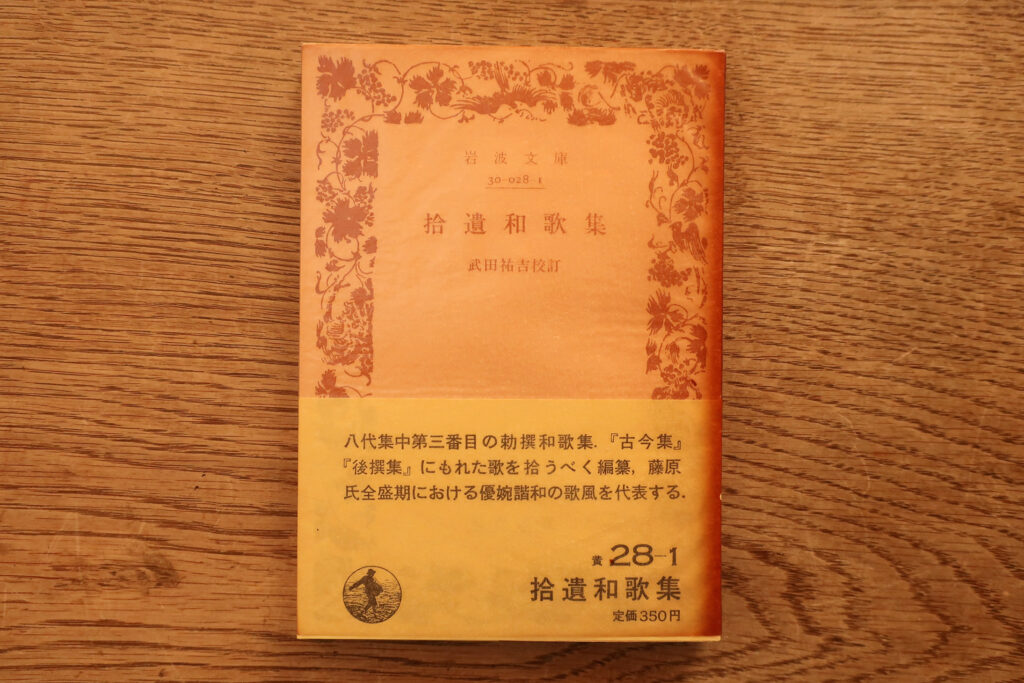 岩波文庫
30-028-1
拾遺和歌集
武田祐吉校訂
八代集中第三番目の勅撰和歌集.『古今集』
『後撰集』にもれた歌を拾うべく編纂,藤原
氏全盛期における優婉諧和の歌風を代表する.
黄 28-1
拾遺和歌集
定価350円